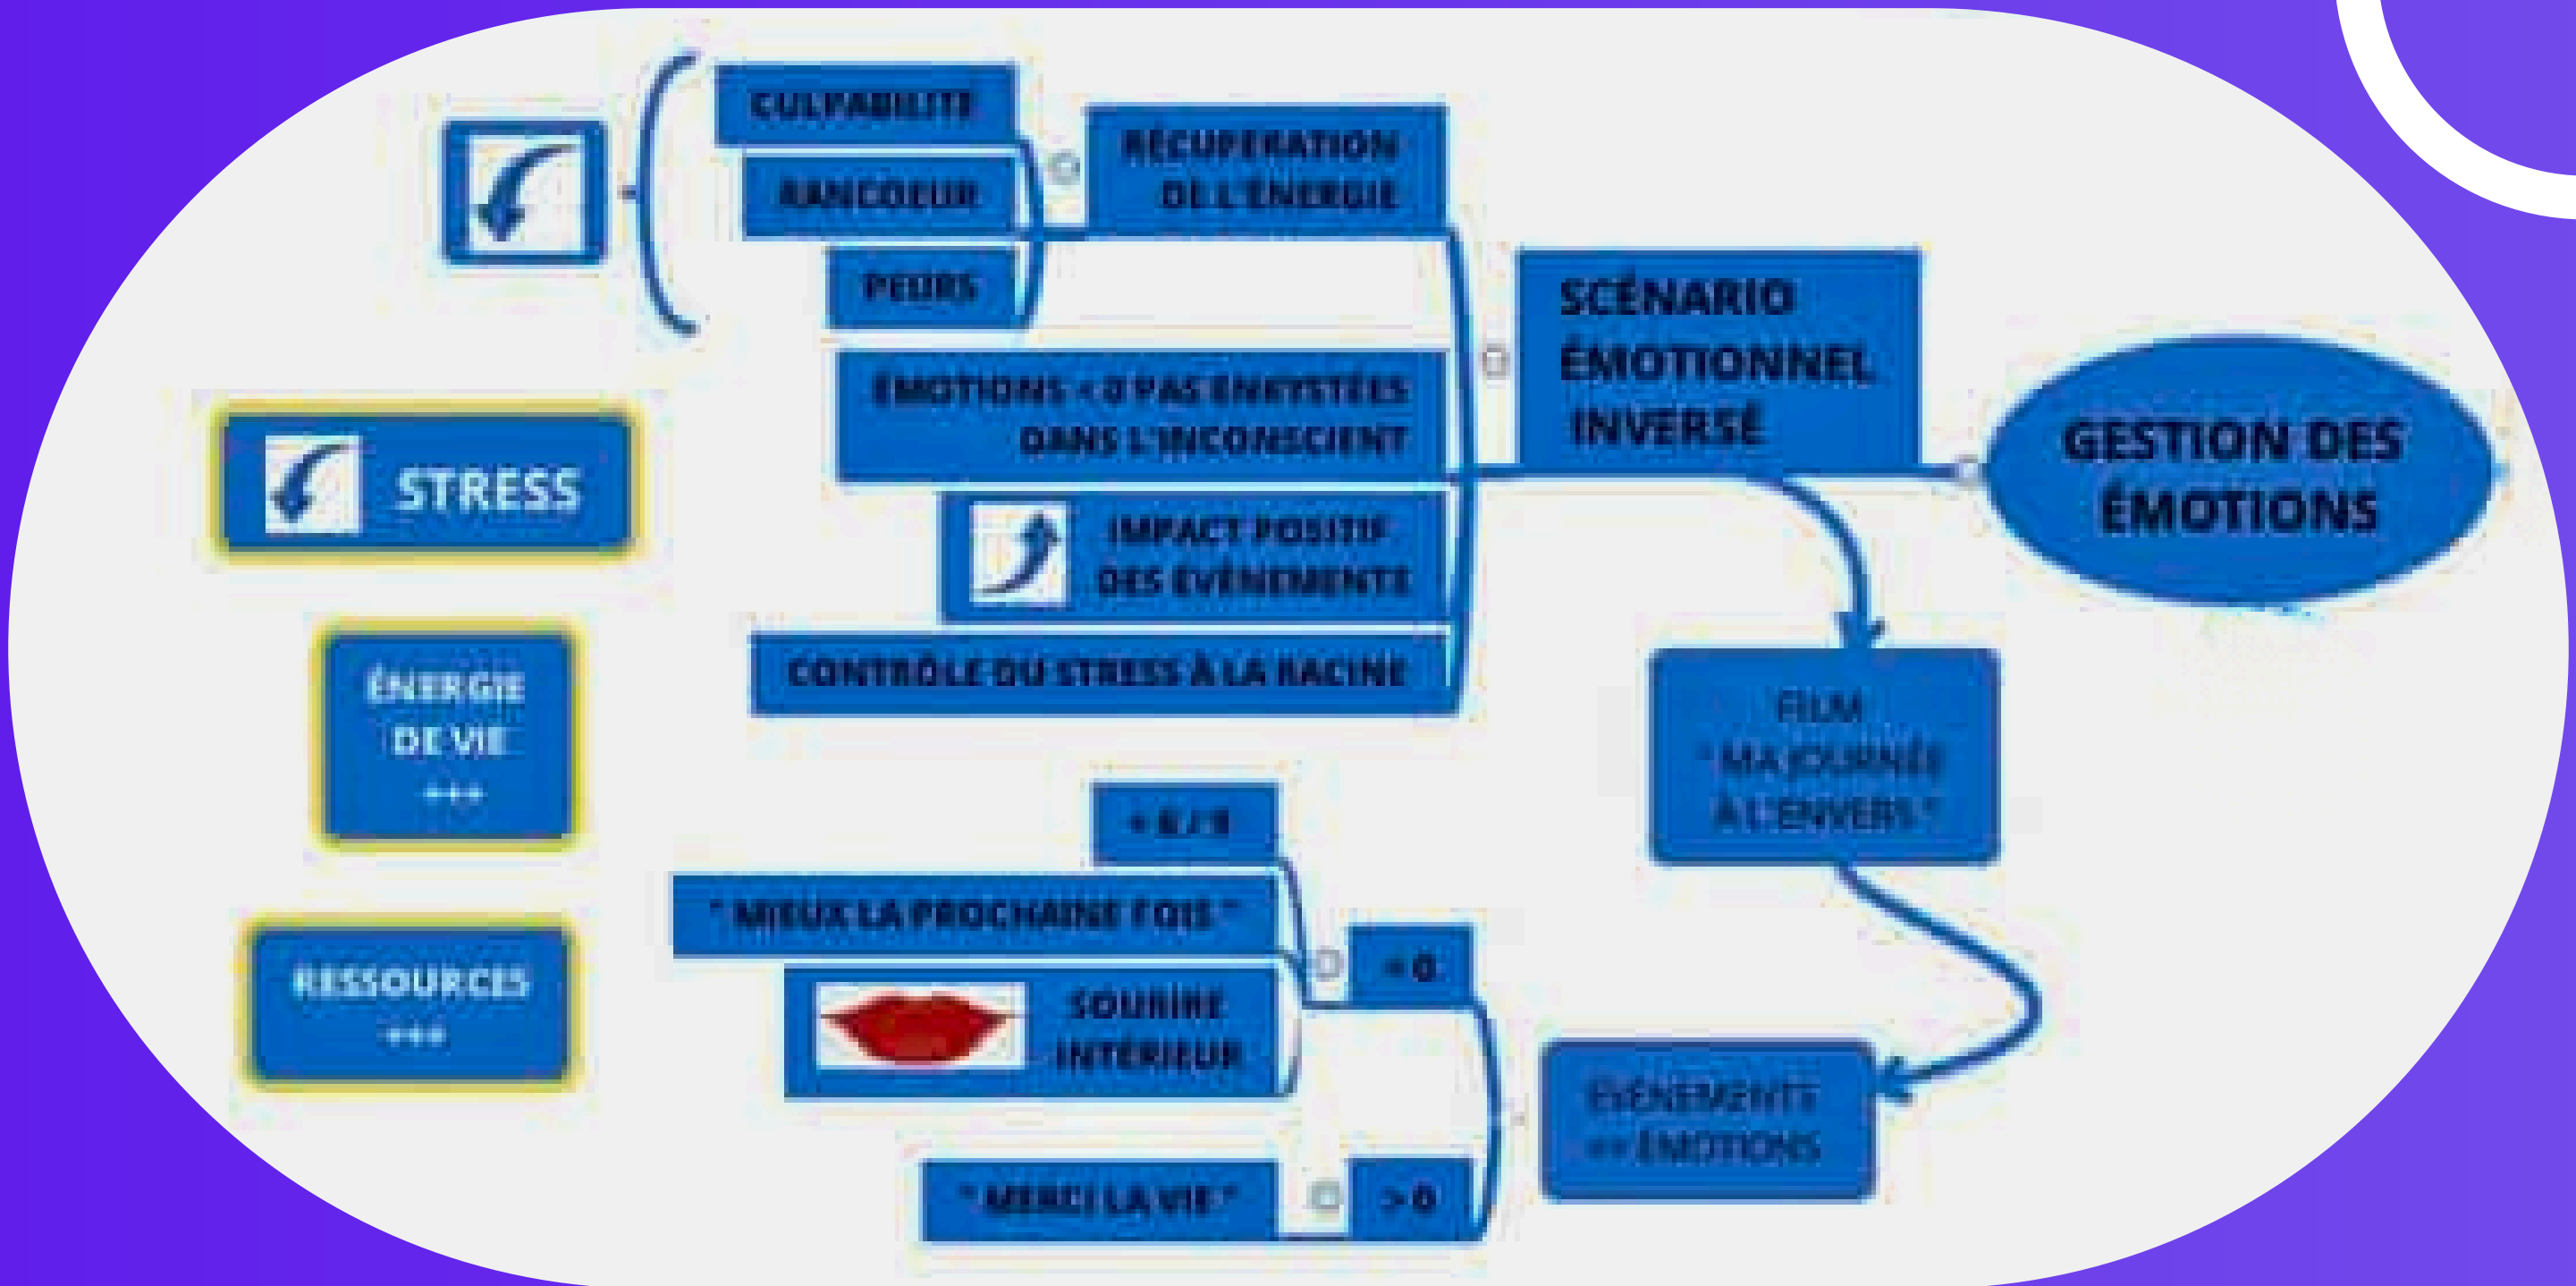 CULPABILITÉ
RANCOEUR
PEURS
RÉCUPÉRATION
DE L'ÉNERGIE
ÉMOTIONS < 0 PAS ENKYSTÉES
DANS L'INCONSCIENT
IMPACT POSITIF
DES ÉVÉNEMENTS
CONTRÔLE DU STRESS À LA RACINE
SCÉNARIO
ÉMOTIONNEL
INVERSÉ
GESTION DES
ÉMOTIONS
STRESS
ÉNERGIE
DE VIE
+++
RESSOURCES
+++
FILM
" MA JOURNÉE
À L'ENVERS "
" MIEUX LA PROCHAINE FOIS "
SOURIRE
INTÉRIEUR
< 0
" MERCI LA VIE "
> 0
ÉVÉNEMENTS
ÉMOTIONS